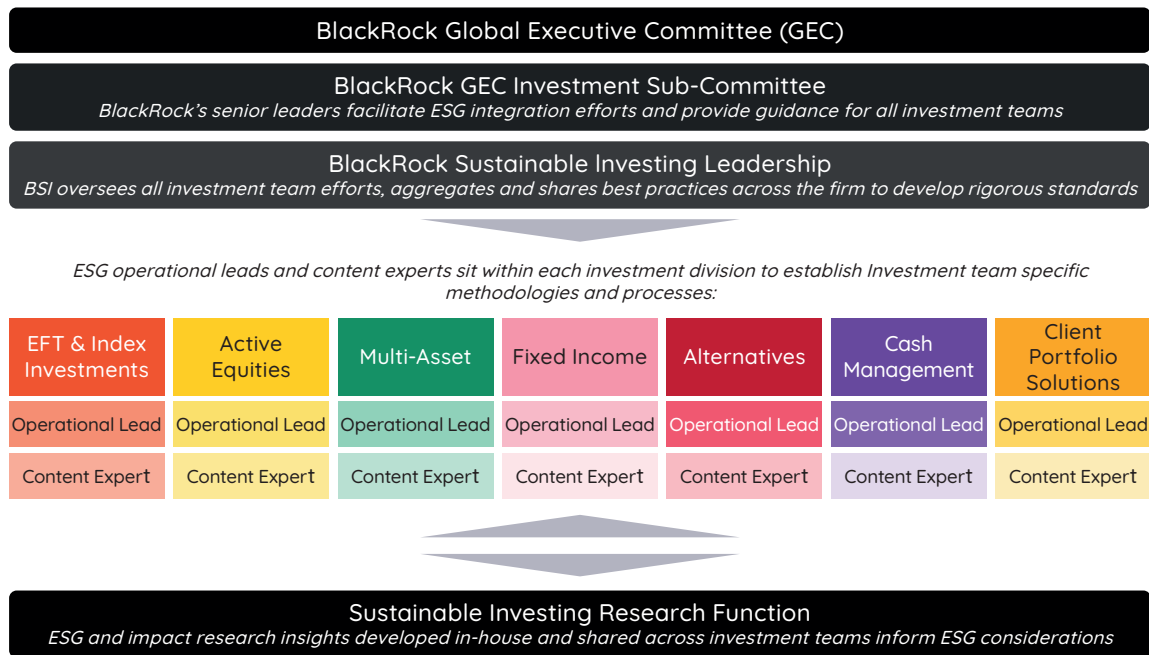 BlackRock Global Executive Committee (GEC)
BlackRock GEC Investment Sub-Committee
BlackRock's senior leaders facilitate ESG integration efforts and provide guidance for all investment teams
BlackRock Sustainable Investing Leadership
BSI oversees all investment team efforts, aggregates and shares best practices across the firm to develop rigorous standards
ESG operational leads and content experts sit within each investment division to establish Investment team specific
methodologies and processes:
EFT & Index
Investments
Active
Equities
Multi-Asset
Fixed Income
Alternatives
Cash
Management
Client
Portfolio
Solutions
Operational Lead
Operational Lead
Operational Lead
Operational Lead
Operational Lead
Operational Lead
Operational Lead
Content Expert
Content Expert
Content Expert
Content Expert
Content Expert
Content Expert
Content Expert
Sustainable Investing Research Function
ESG and impact research insights developed in-house and shared across investment teams inform ESG considerations